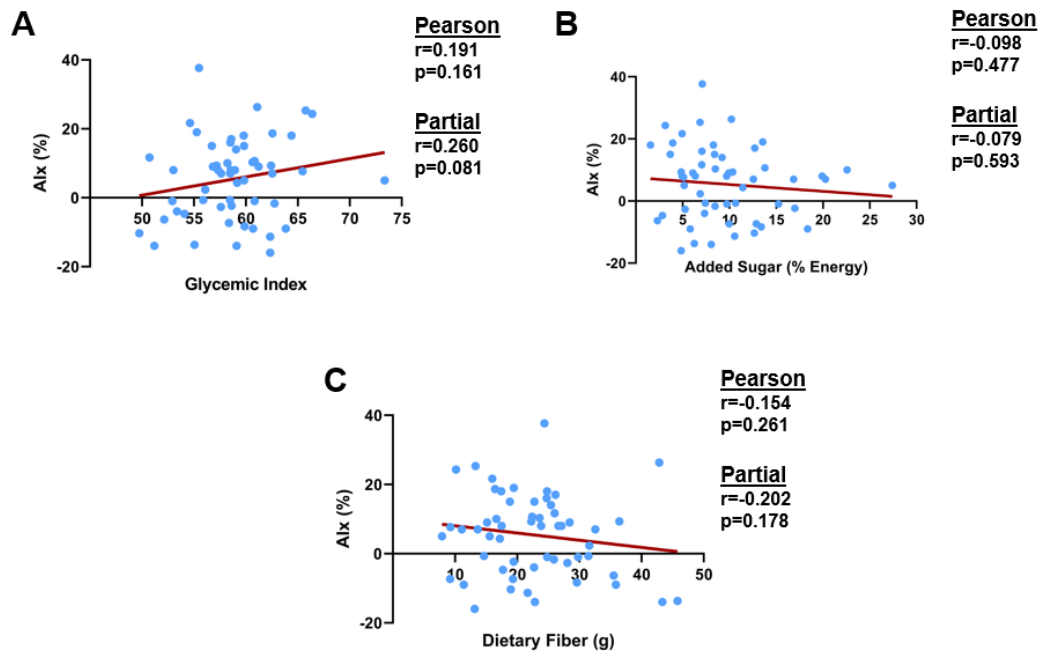 A
Pearson
r=0.191
p=0.161
Partial
r=0.260
p=0.081
AIx (%)
40
20
0
-20
50
55
60
65
70
75
Glycemic Index
B
Pearson
r=-0.098
p=0.477
Partial
r=-0.079
p=0.593
AIx (%)
40
20
0
-20
5
10
15
20
25
30
Added Sugar (% Energy)
C
Pearson
r=-0.154
p=0.261
Partial
r=-0.202
p=0.178
AIx (%)
40
20
0
-20
10
20
30
40
50
Dietary Fiber (g)